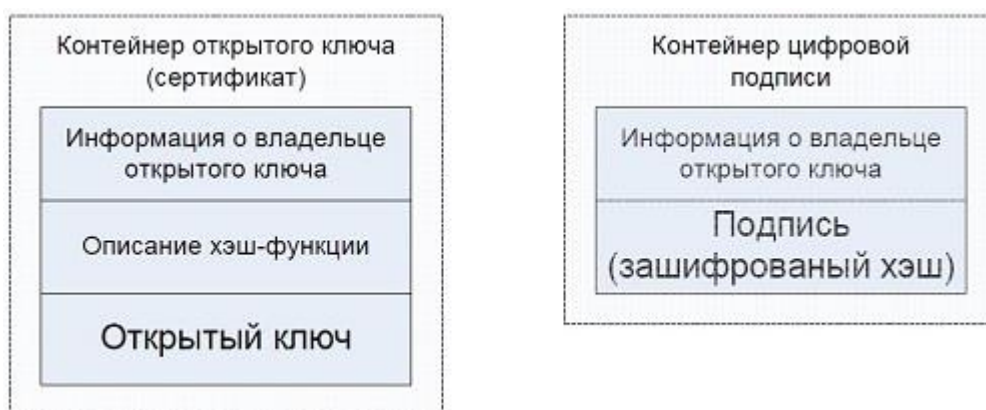 Контейнер открытого ключа
(сертификат)
Информация о владельце
открытого ключа
Описание хэш-функции
Открытый ключ
Контейнер цифровой
подписи
Информация о владельце
открытого ключа
Подпись
(зашифрованый хэш)